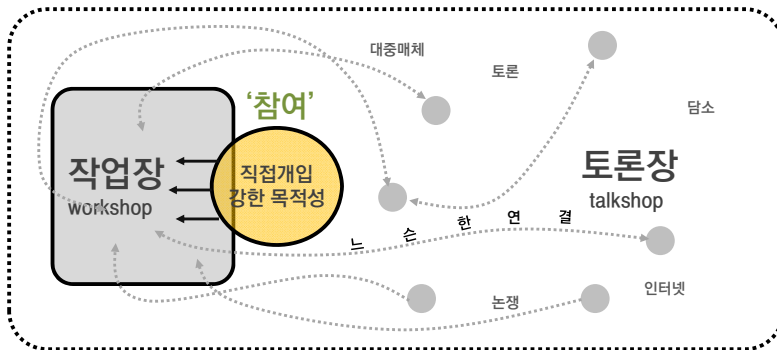 대중매체
토론
‘참여’
담소
작업장
workshop
직접개입
강한 목적성
토론장
talkshop
느슨한연결
인터넷
논쟁